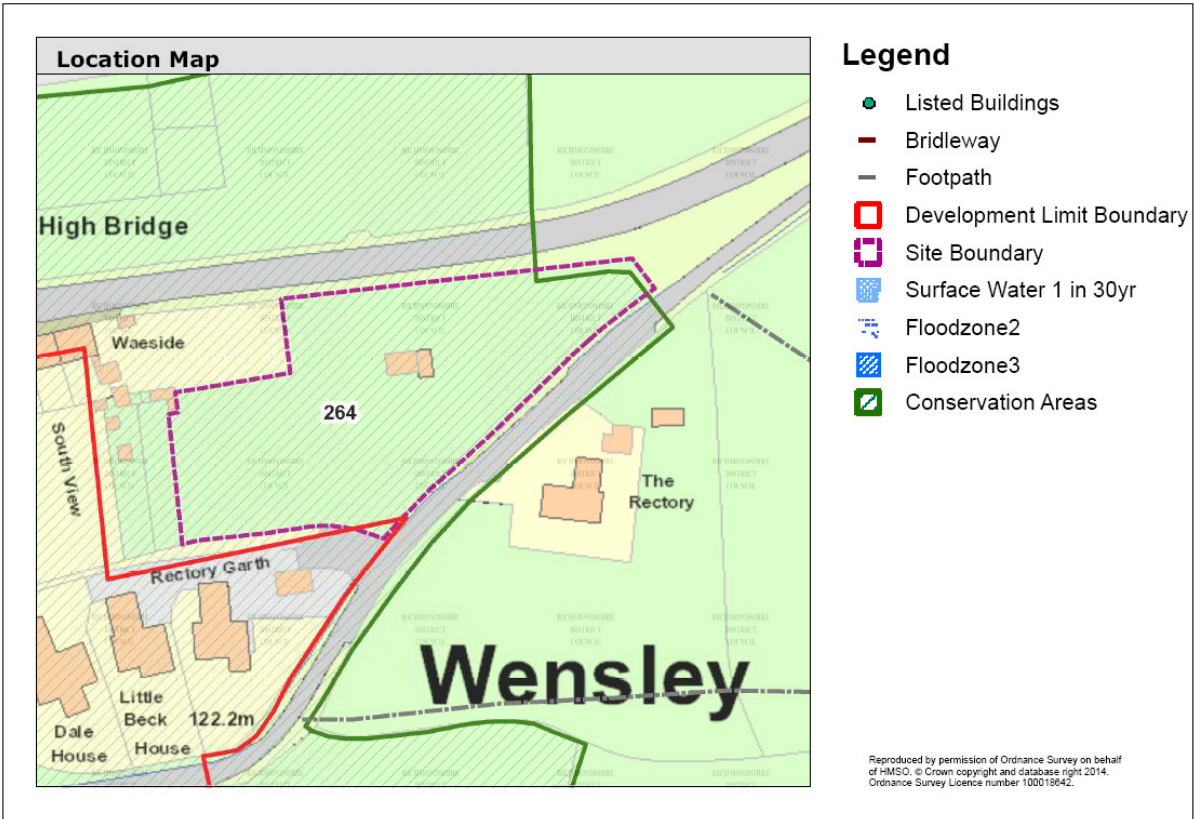 Location Map
High Bridge
Waeside
264
South View
The
Rectory
Rectory Garth
Wensley
Little
Beck
House
122.2m
Dale
House
RICHMONDSHIRE
DISTRICT
COUNCIL
Legend
Listed Buildings
Bridleway
Footpath
Development Limit Boundary
Site Boundary
Surface Water 1 in 30yr
Floodzone2
Floodzone3
Conservation Areas
Reproduced by permission of Ordnance Survey on behalf
of HMSO. © Crown copyright and database right 2014.
Ordnance Survey Licence number 100018642.